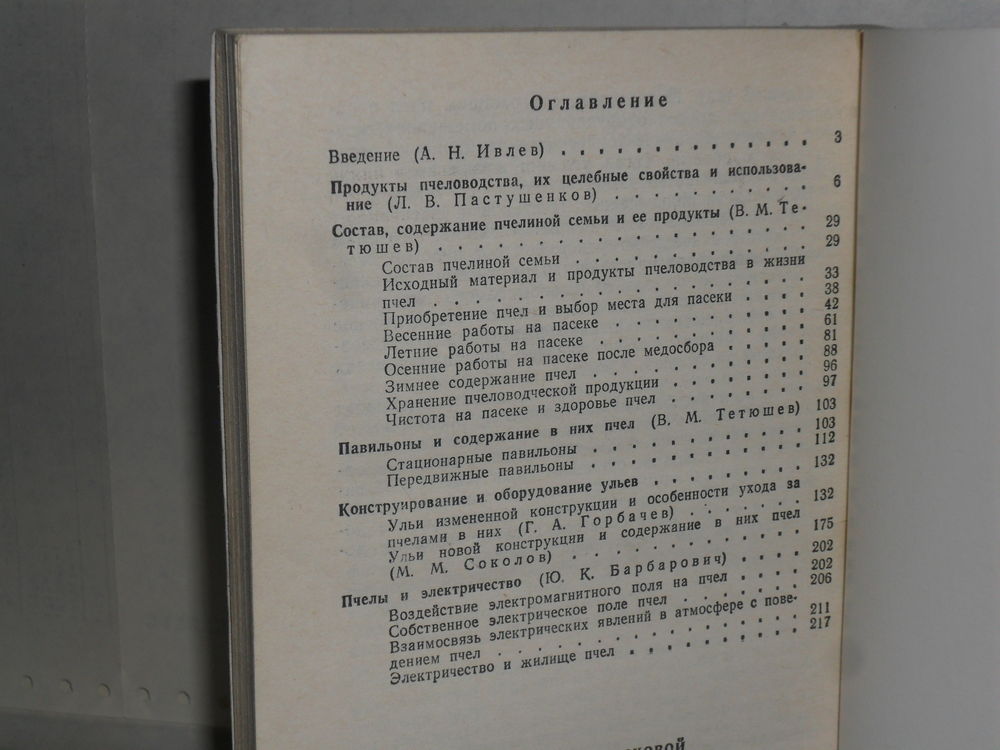 Оглавление
Введение (А. Н. Ивлев) . . . . . . . . . . . . . 3
Продукты пчеловодства, их целебные свойства и использова-
ние (Л. В. Пастушенков) . . . . . . . . . . 6
Состав, содержание пчелиной семьи и ее продукты (В. М. Те-
тюшев) . . . . . . . . . . . . . . . . . 29
Состав пчелиной семьи . . . . . . . . . . 29
Исходный материал и продукты пчеловодства в жизни
пчел . . . . . . . . . . . . . . . . . 33
Приобретение пчел и выбор места для пасеки . . . . 38
Весенние работы на пасеке . . . . . . . . . 42
Летние работы на пасеке . . . . . . . . . . 61
Осенние работы на пасеке после медосбора . . . . . 81
Зимнее содержание пчел . . . . . . . . . . 88
Хранение пчеловодческой продукции . . . . . . . 96
Чистота на пасеке и здоровье пчел . . . . . . . 97
Павильоны и содержание в них пчел (В. М. Тетюшев) 103
Стационарные павильоны . . . . . . . . . . 103
Передвижные павильоны . . . . . . . . . . 112
Конструирование и оборудование ульев . . . . . . . 132
Ульи измененной конструкции и особенности ухода за
пчелами в них (Г. А. Горбачев) . . . . . . 132
Ульи новой конструкции и содержание в них пчел
(М. М. Соколов) . . . . . . . . . . . 175
Пчелы и электричество (Ю. К. Барбарович) . . . . 202
Воздействие электромагнитного поля на пчел . . . . 202
Собственное электрическое поле пчел . . . . . . . 206
Взаимосвязь электрических явлений в атмосфере с пове-
дением пчел . . . . . . . . . . . . . . 211
Электричество и жилище пчел . . . . . . . . . 217